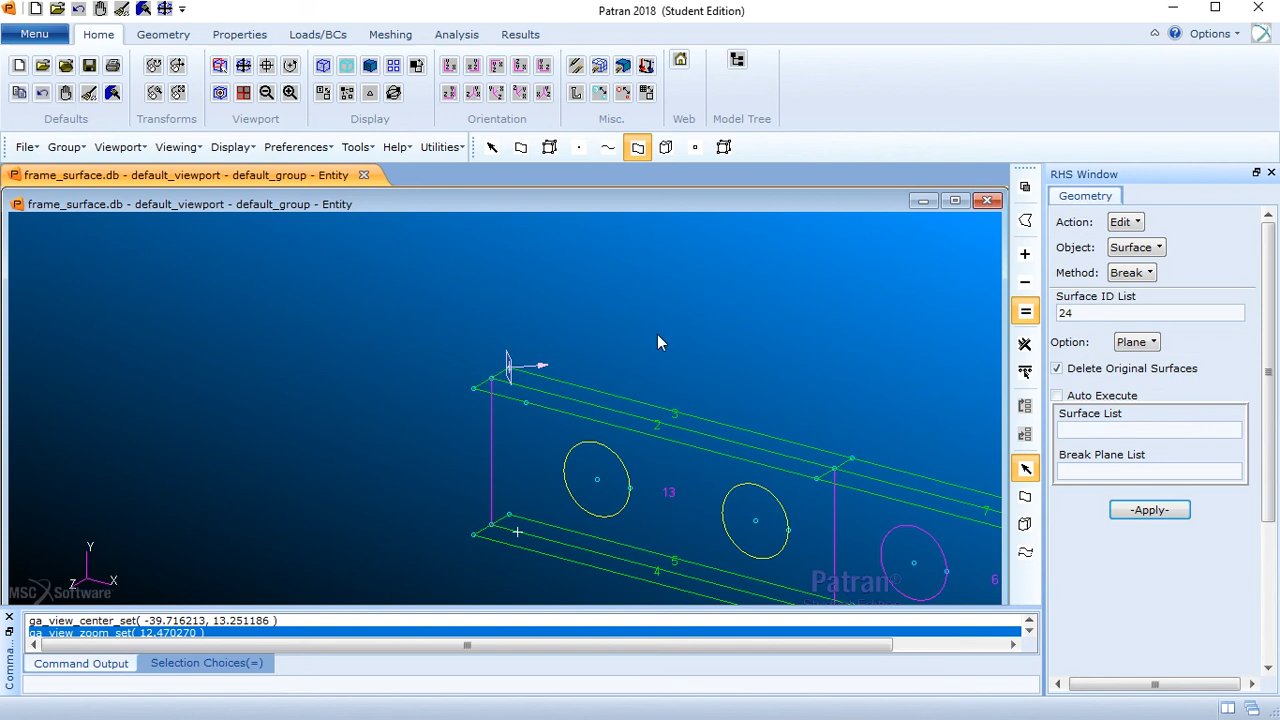 Patran 2018 (Student Edition)
Menu
Home
Geometry
Properties
Loads/BCs
Meshing
Analysis
Results
Options
Defaults
Transforms
Viewport
Display
Orientation
Misc.
Web
Model Tree
File
Group
Viewport
Viewing
Display
Preferences
Tools
Help
Utilities
frame_surface.db - default_viewport - default_group - Entity
frame_surface.db - default_viewport - default_group - Entity
3
2
13
7
5
4
6
Y
Z
X
MSC Software
Patran®
RHS Window
Geometry
Action: Edit
Object: Surface
Method: Break
Surface ID List
24
Option: Plane
Delete Original Surfaces
Auto Execute
Surface List
Break Plane List
-Apply-
ga_view_center_set( -39.716213, 13.251186 )
ga_view_zoom_set( 12.470270 )
Comma...
Command Output
Selection Choices(=)